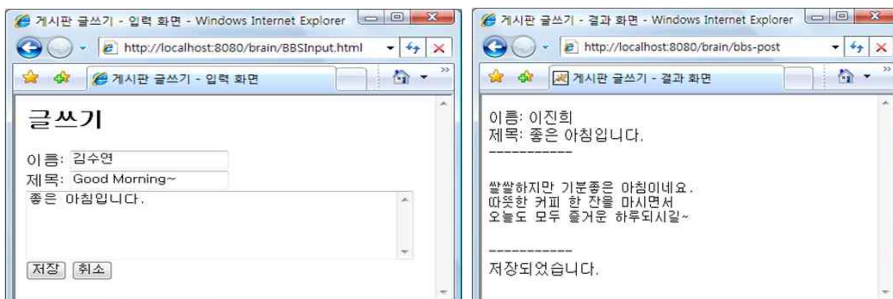 게시판 글쓰기 - 입력 화면 - Windows Internet Explorer
http://localhost:8080/brain/BBSInput.html
게시판 글쓰기 - 입력 화면
글쓰기
이름: 김수연
제목: Good Morning~
좋은 아침입니다.
저장 취소
게시판 글쓰기 - 결과 화면 - Windows Internet Explorer
http://localhost:8080/brain/bbs-post
게시판 글쓰기 - 결과 화면
이름: 이진희
제목: 좋은 아침입니다.
-----------
쌀쌀하지만 기분좋은 아침이네요.
따뜻한 커피 한 잔을 마시면서
오늘도 모두 즐거운 하루되시길~
-----------
저장되었습니다.